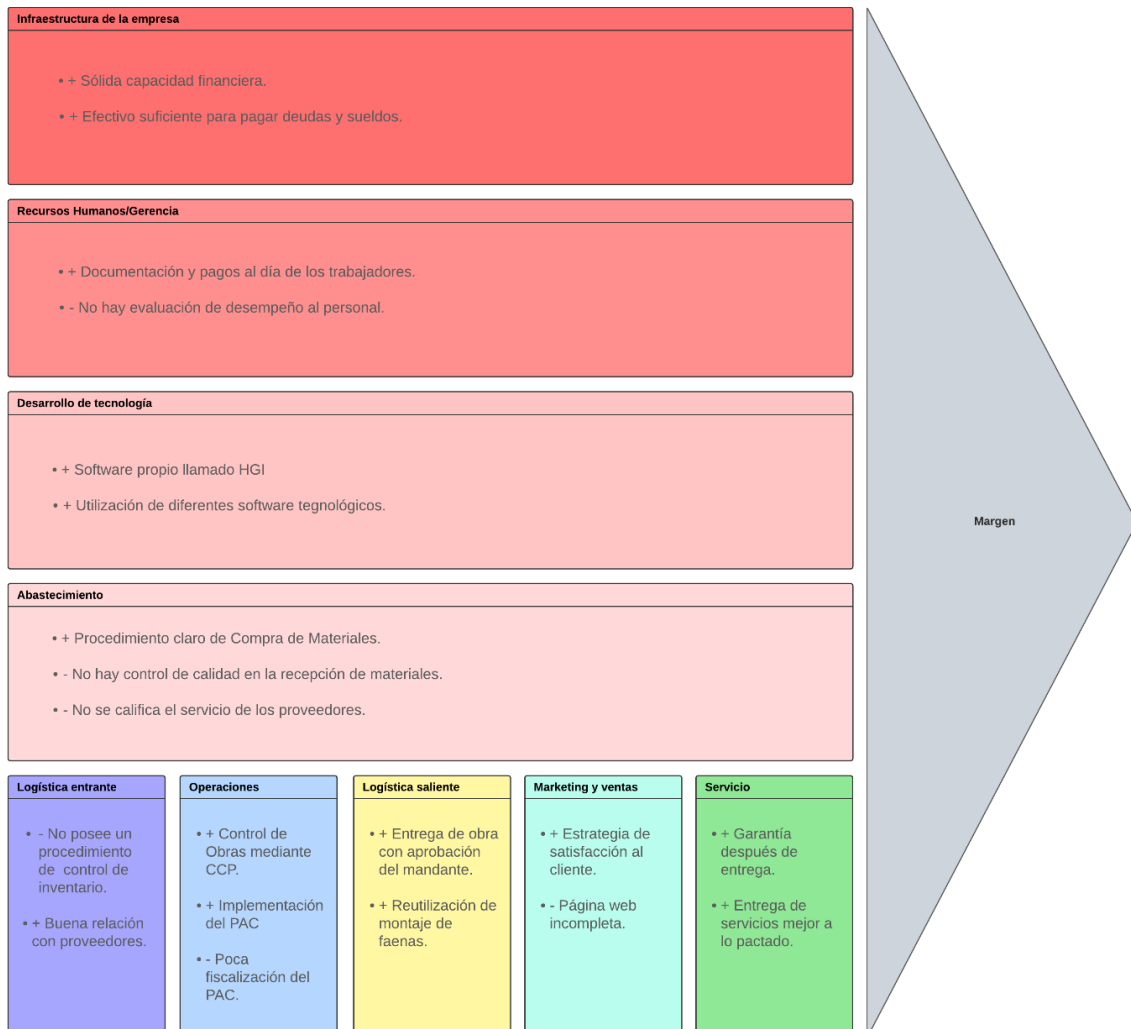 Infraestructura de la empresa
• + Sólida capacidad financiera.
• + Efectivo suficiente para pagar deudas y sueldos.
Recursos Humanos/Gerencia
• + Documentación y pagos al día de los trabajadores.
• - No hay evaluación de desempeño al personal.
Desarrollo de tecnología
• + Software propio llamado HGI
• + Utilización de diferentes software tegnológicos.
Margen
Abastecimiento
• + Procedimiento claro de Compra de Materiales.
• - No hay control de calidad en la recepción de materiales.
• - No se califica el servicio de los proveedores.
Logística entrante
• - No posee un
procedimiento
de control de
inventario.
• + Buena relación
con proveedores.
Operaciones
• + Control de
Obras mediante
CCP.
• + Implementación
del PAC
• - Poca
fiscalización del
PAC.
Logística saliente
• + Entrega de obra
con aprobación
del mandante.
• + Reutilización de
montaje de
faenas.
Marketing y ventas
• + Estrategia de
satisfacción al
cliente.
• - Página web
incompleta.
Servicio
• + Garantía
después de
entrega.
• + Entrega de
servicios mejor a
lo pactado.